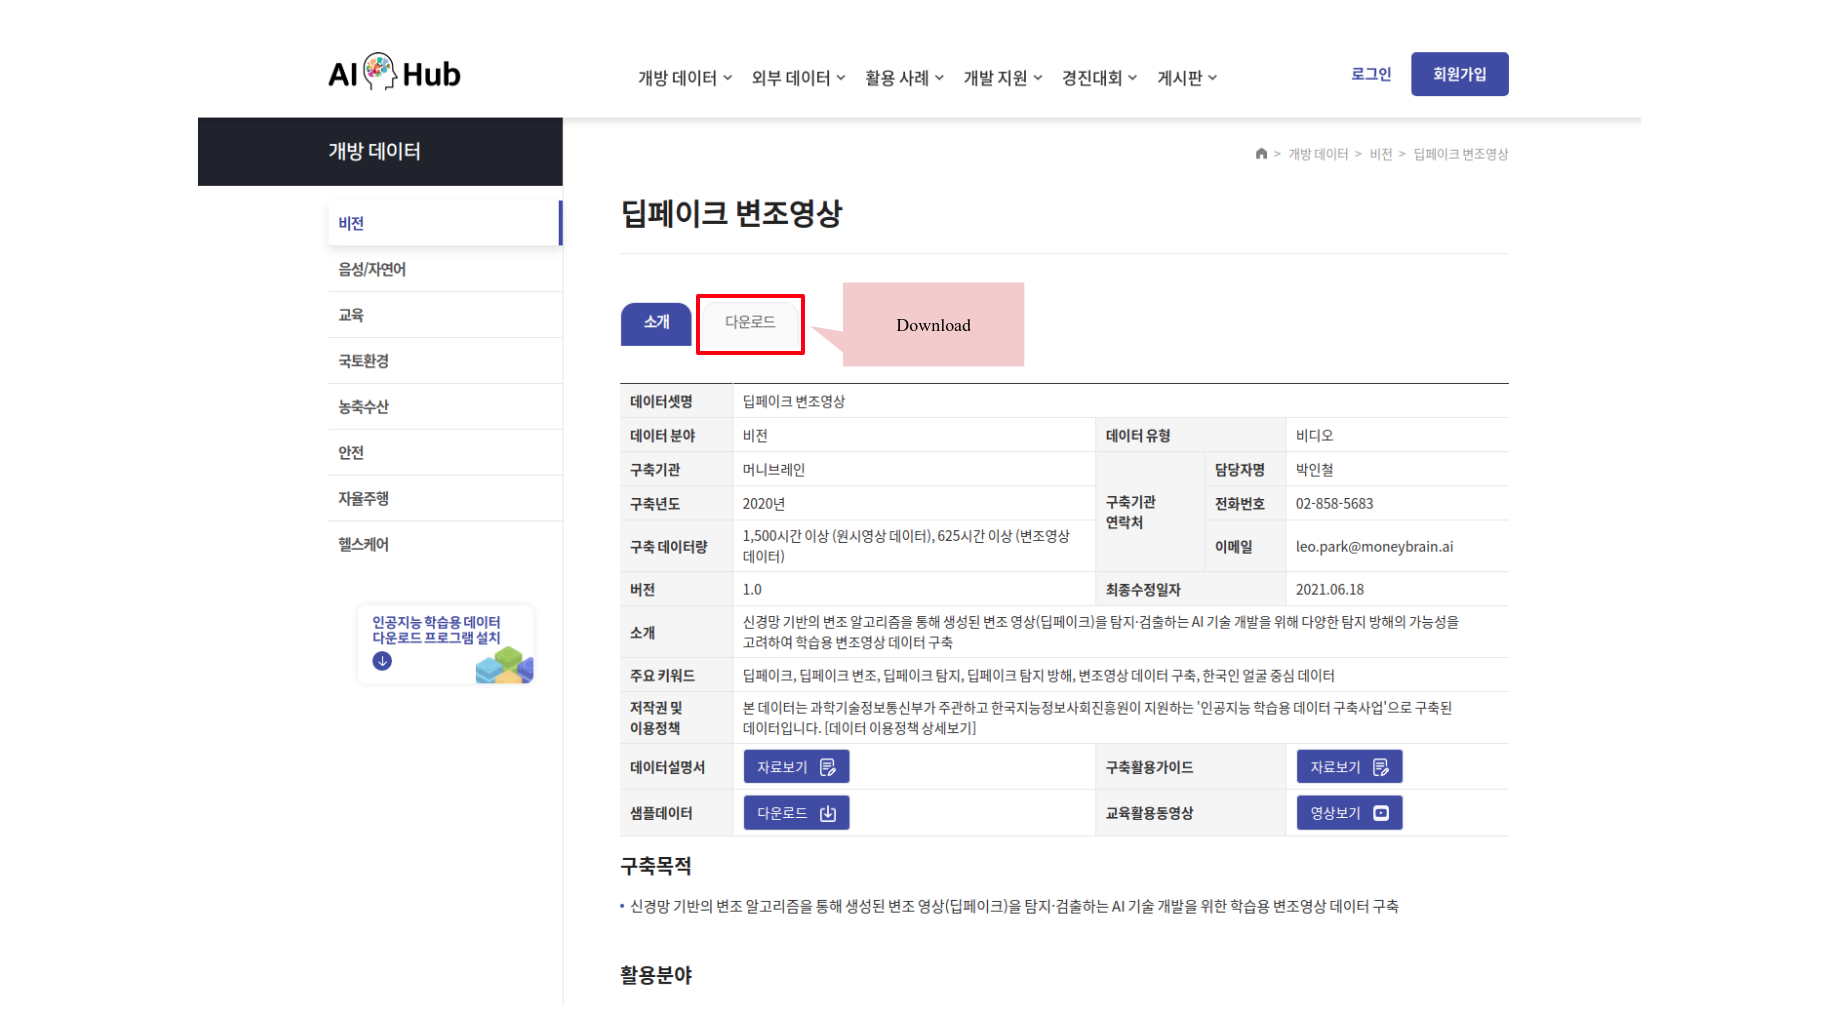 AI Hub
개방 데이터 외부 데이터 활용 사례 개발 지원 경진대회 게시판
로그인 회원가입
개방 데이터
비전
음성/자연어
교육
국토환경
농축수산
안전
자율주행
헬스케어
인공지능 학습용 데이터
다운로드 프로그램 설치
> 개방 데이터 > 비전 > 딥페이크 변조영상
딥페이크 변조영상
소개 다운로드
Download
데이터셋명 딥페이크 변조영상
데이터 분야 비전 데이터 유형 비디오
구축기관 머니브레인 구축기관 연락처 담당자명 박인철
구축년도 2020년 전화번호 02-858-5683
구축 데이터량 1,500시간 이상 (원시영상 데이터), 625시간 이상 (변조영상
데이터)
이메일 leo.park@moneybrain.ai
버전 1.0 최종수정일자 2021.06.18
소개 신경망 기반의 변조 알고리즘을 통해 생성된 변조 영상(딥페이크)을 탐지·검출하는 AI 기술 개발을 위해 다양한 탐지 방해의 가능성을
고려하여 학습용 변조영상 데이터 구축
주요 키워드 딥페이크, 딥페이크 변조, 딥페이크 탐지, 딥페이크 탐지 방해, 변조영상 데이터 구축, 한국인 얼굴 중심 데이터
저작권 및
이용정책
본 데이터는 과학기술정보통신부가 주관하고 한국지능정보사회진흥원이 지원하는 '인공지능 학습용 데이터 구축사업'으로 구축된
데이터입니다. [데이터 이용정책 상세보기]
데이터설명서 자료보기 구축활용가이드 자료보기
샘플데이터 다운로드 교육활용동영상 영상보기
구축목적
• 신경망 기반의 변조 알고리즘을 통해 생성된 변조 영상(딥페이크)을 탐지·검출하는 AI 기술 개발을 위한 학습용 변조영상 데이터 구축
활용분야